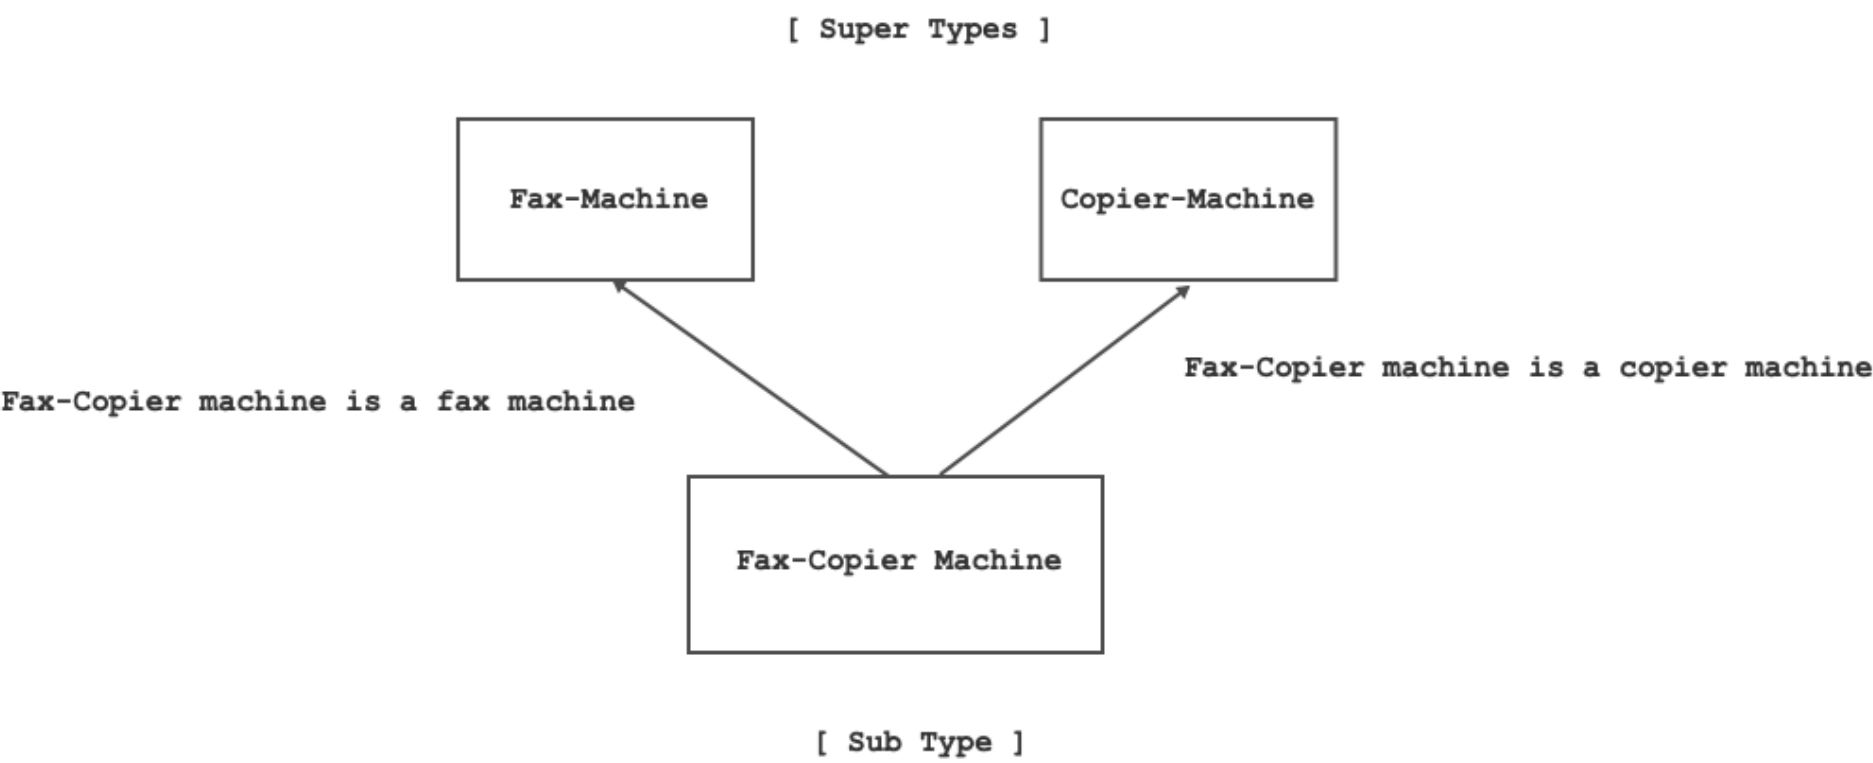 [ Super Types ]
Fax-Machine
Copier-Machine
Fax-Copier machine is a copier machine
Fax-Copier machine is a fax machine
Fax-Copier Machine
[ Sub Type ]